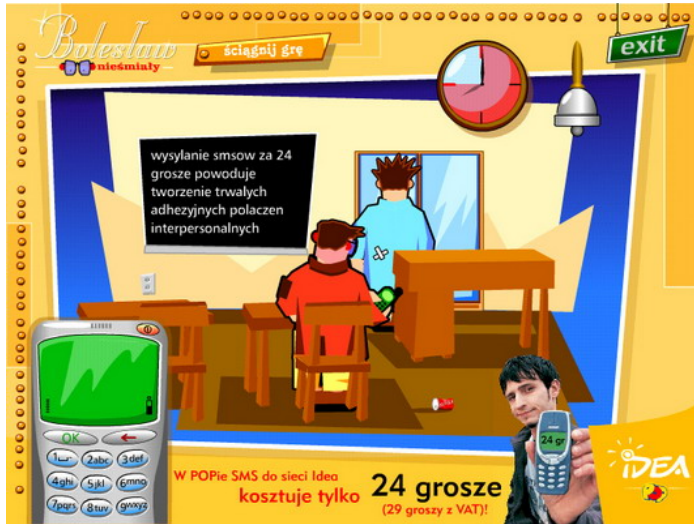 Bolesław
nieśmiały
ściągnij grę
exit
wysylanie smsow za 24
grosze powoduje
tworzenie trwalych
adhezyjnych polaczen
interpersonalnych
OK
1
2abc
3def
4ghi
5jkl
6mno
7pqrs
8tuv
9wxyz
24 gr
W POPie SMS do sieci Idea
kosztuje tylko
24 grosze
(29 groszy z VAT)!
IDEA